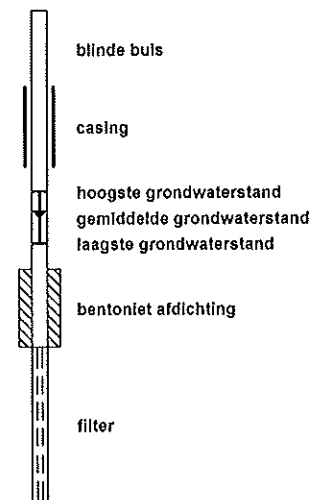 blinde buis
casing
hoogste grondwaterstand
gemiddelde grondwaterstand
laagste grondwaterstand
bentoniet afdichting
filter